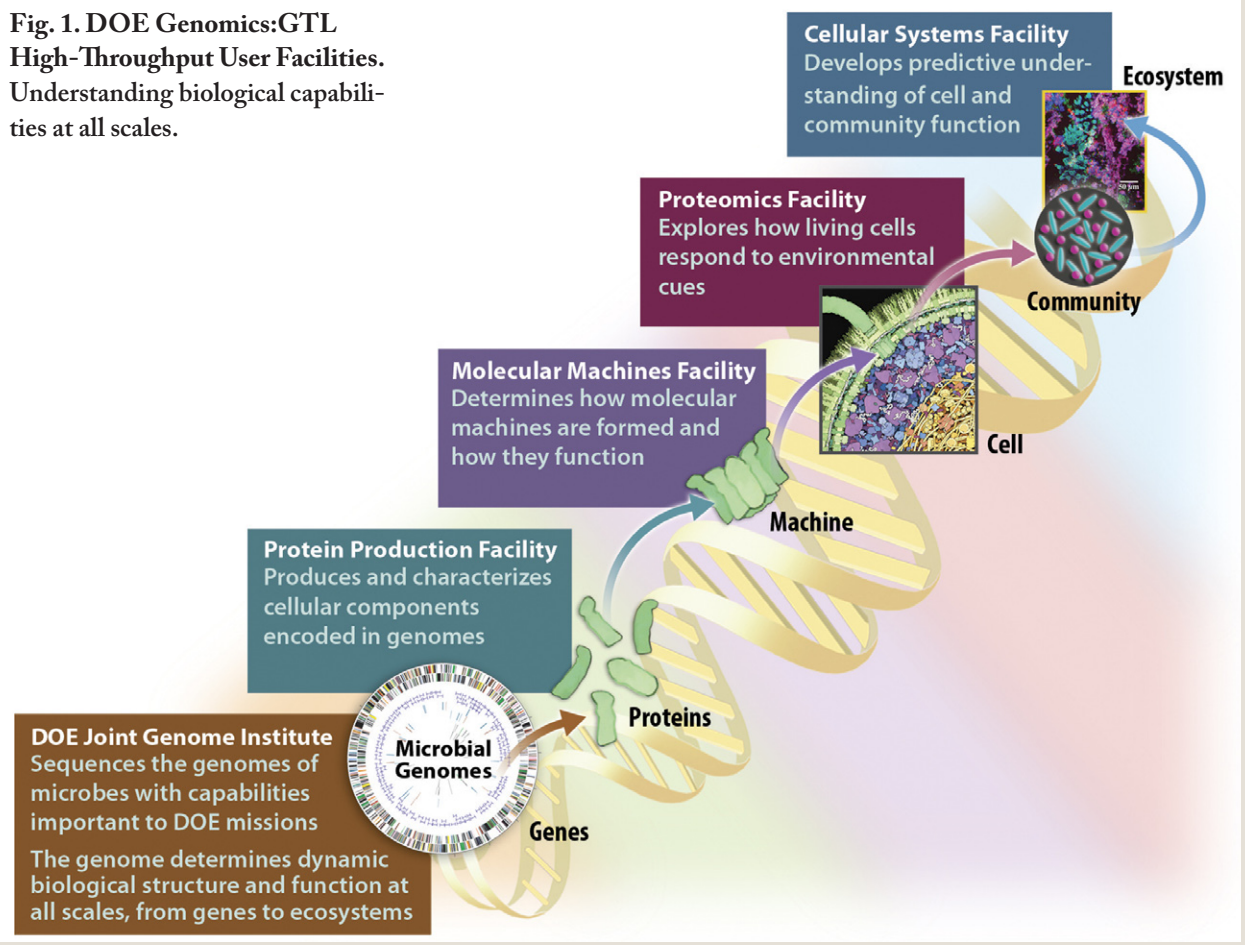 Fig. 1. DOE Genomics:GTL
High-Throughput User Facilities.
Understanding biological capabili-
ties at all scales.
Cellular Systems Facility
Develops predictive under-
standing of cell and
community function
Ecosystem
50 µm
Proteomics Facility
Explores how living cells
respond to environmental
cues
Community
Molecular Machines Facility
Determines how molecular
machines are formed and
how they function
Cell
Machine
Protein Production Facility
Produces and characterizes
cellular components
encoded in genomes
Proteins
DOE Joint Genome Institute
Sequences the genomes of
microbes with capabilities
important to DOE missions
The genome determines dynamic
biological structure and function at
all scales, from genes to ecosystems
Microbial
Genomes
Genes